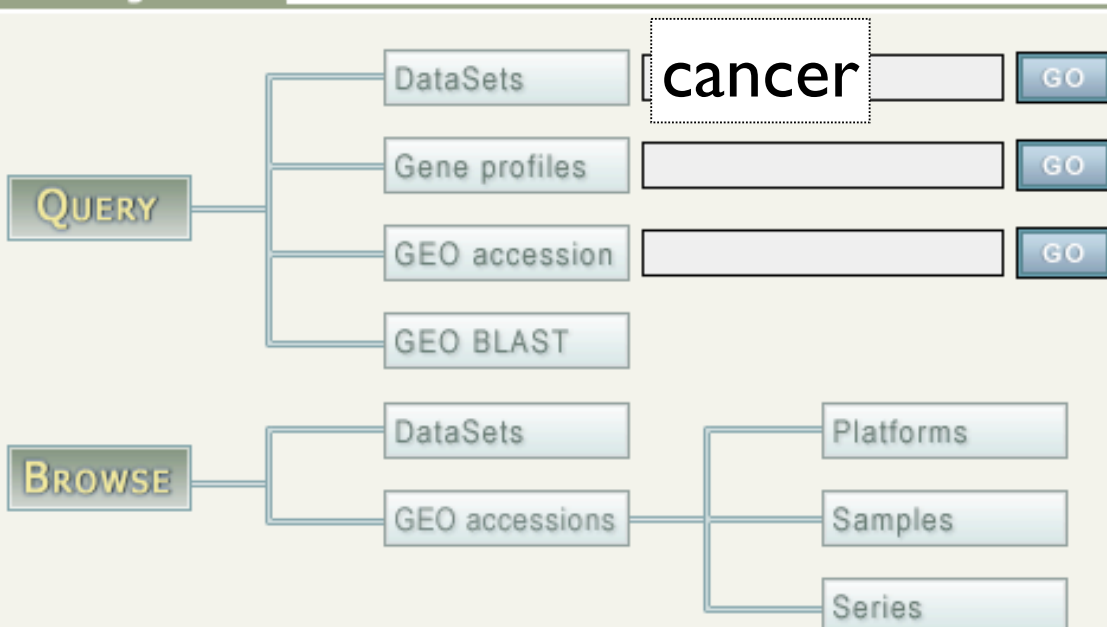 DataSets
cancer
GO
Gene profiles
GO
QUERY
GEO accession
GO
GEO BLAST
DataSets
Platforms
BROWSE
GEO accessions
Samples
Series